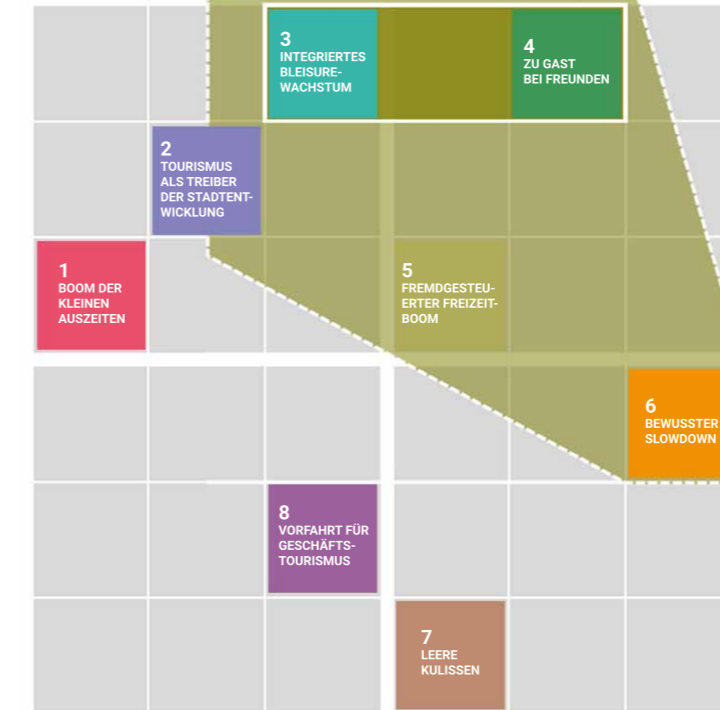 3
INTEGRIERTES
BLEISURE-
WACHSTUM
4
ZU GAST
BEI FREUNDEN
2
TOURISMUS
ALS TREIBER
DER STADTENT-
WICKLUNG
1
BOOM DER
KLEINEN
AUSZEITEN
5
FREMDGESTEU-
ERTER FREIZEIT-
BOOM
6
BEWUSSTER
SLOWDOWN
8
VORFAHRT FÜR
GESCHÄFTS-
TOURISMUS
7
LEERE
KULISSEN